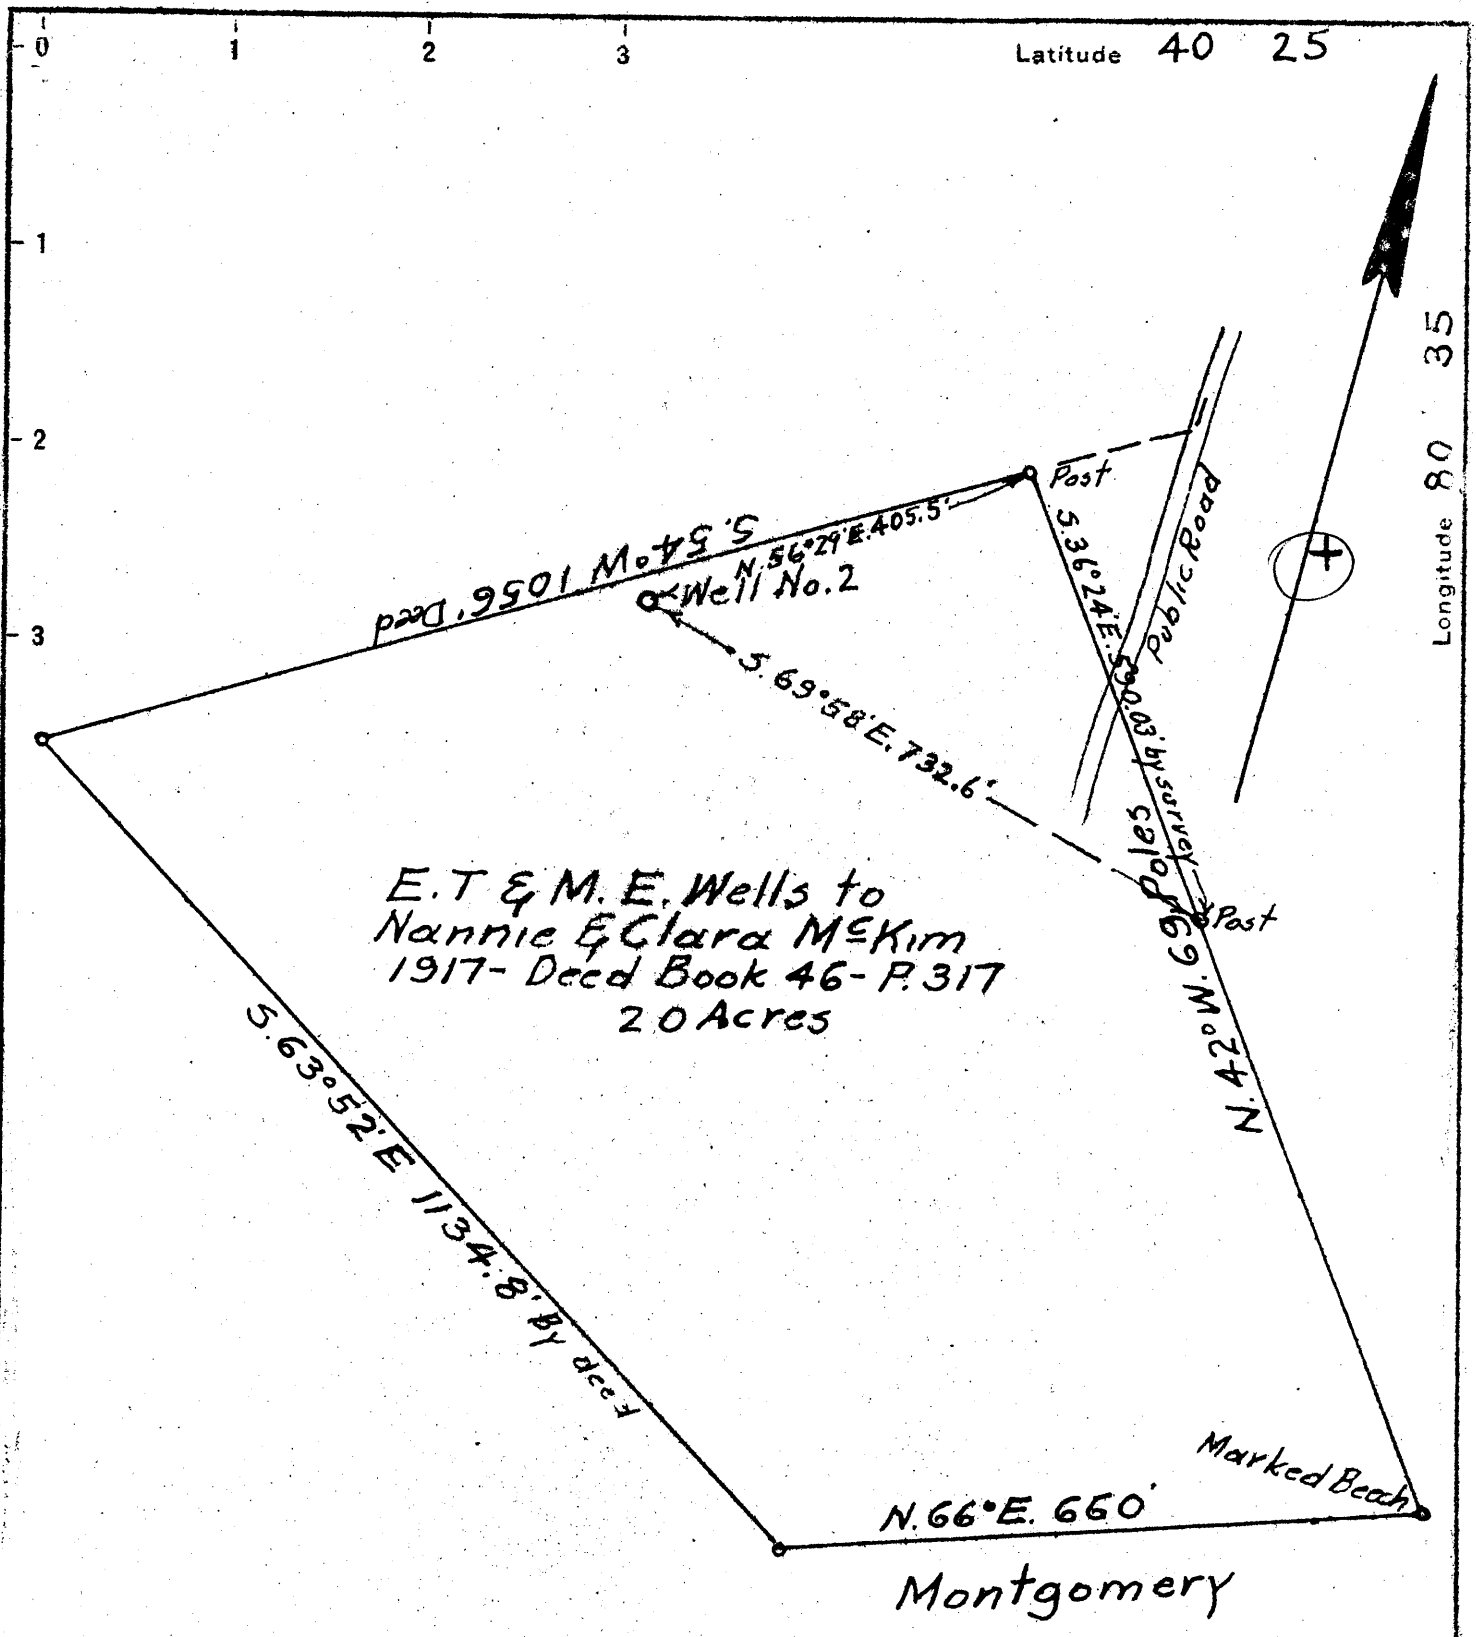 0 1 2 3 Latitude 40 25
1
2
3
Longitude 80 35
S. 54° W 1056' Deed
N. 56°29' E. 405.5'
Post
Well No. 2
S. 36°24' E. 590.03' by survey
Public Road
S. 69°58' E. 732.6'
Post
N. 42° W. 69 Poles
E.T & M. E. Wells to
Nannie & Clara McKim
1917- Deed Book 46- P. 317
20 Acres
S. 63° 52' E 1134.8' By deed
Marked Beach
N. 66° E. 660'
Montgomery